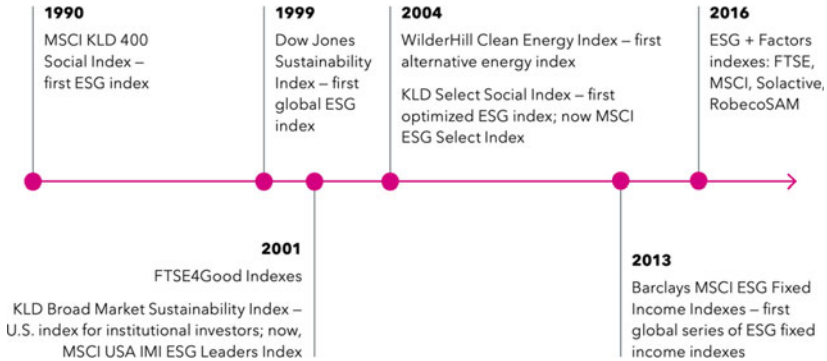 1990
MSCI KLD 400
Social Index –
first ESG index
1999
Dow Jones
Sustainability
Index – first
global ESG
index
2004
WilderHill Clean Energy Index – first
alternative energy index
KLD Select Social Index – first
optimized ESG index; now MSCI
ESG Select Index
2016
ESG + Factors
indexes: FTSE,
MSCI, Solactive,
RobecoSAM
2001
FTSE4Good Indexes
KLD Broad Market Sustainability Index –
U.S. index for institutional investors; now,
MSCI USA IMI ESG Leaders Index
2013
Barclays MSCI ESG Fixed
Income Indexes – first
global series of ESG fixed
income indexes